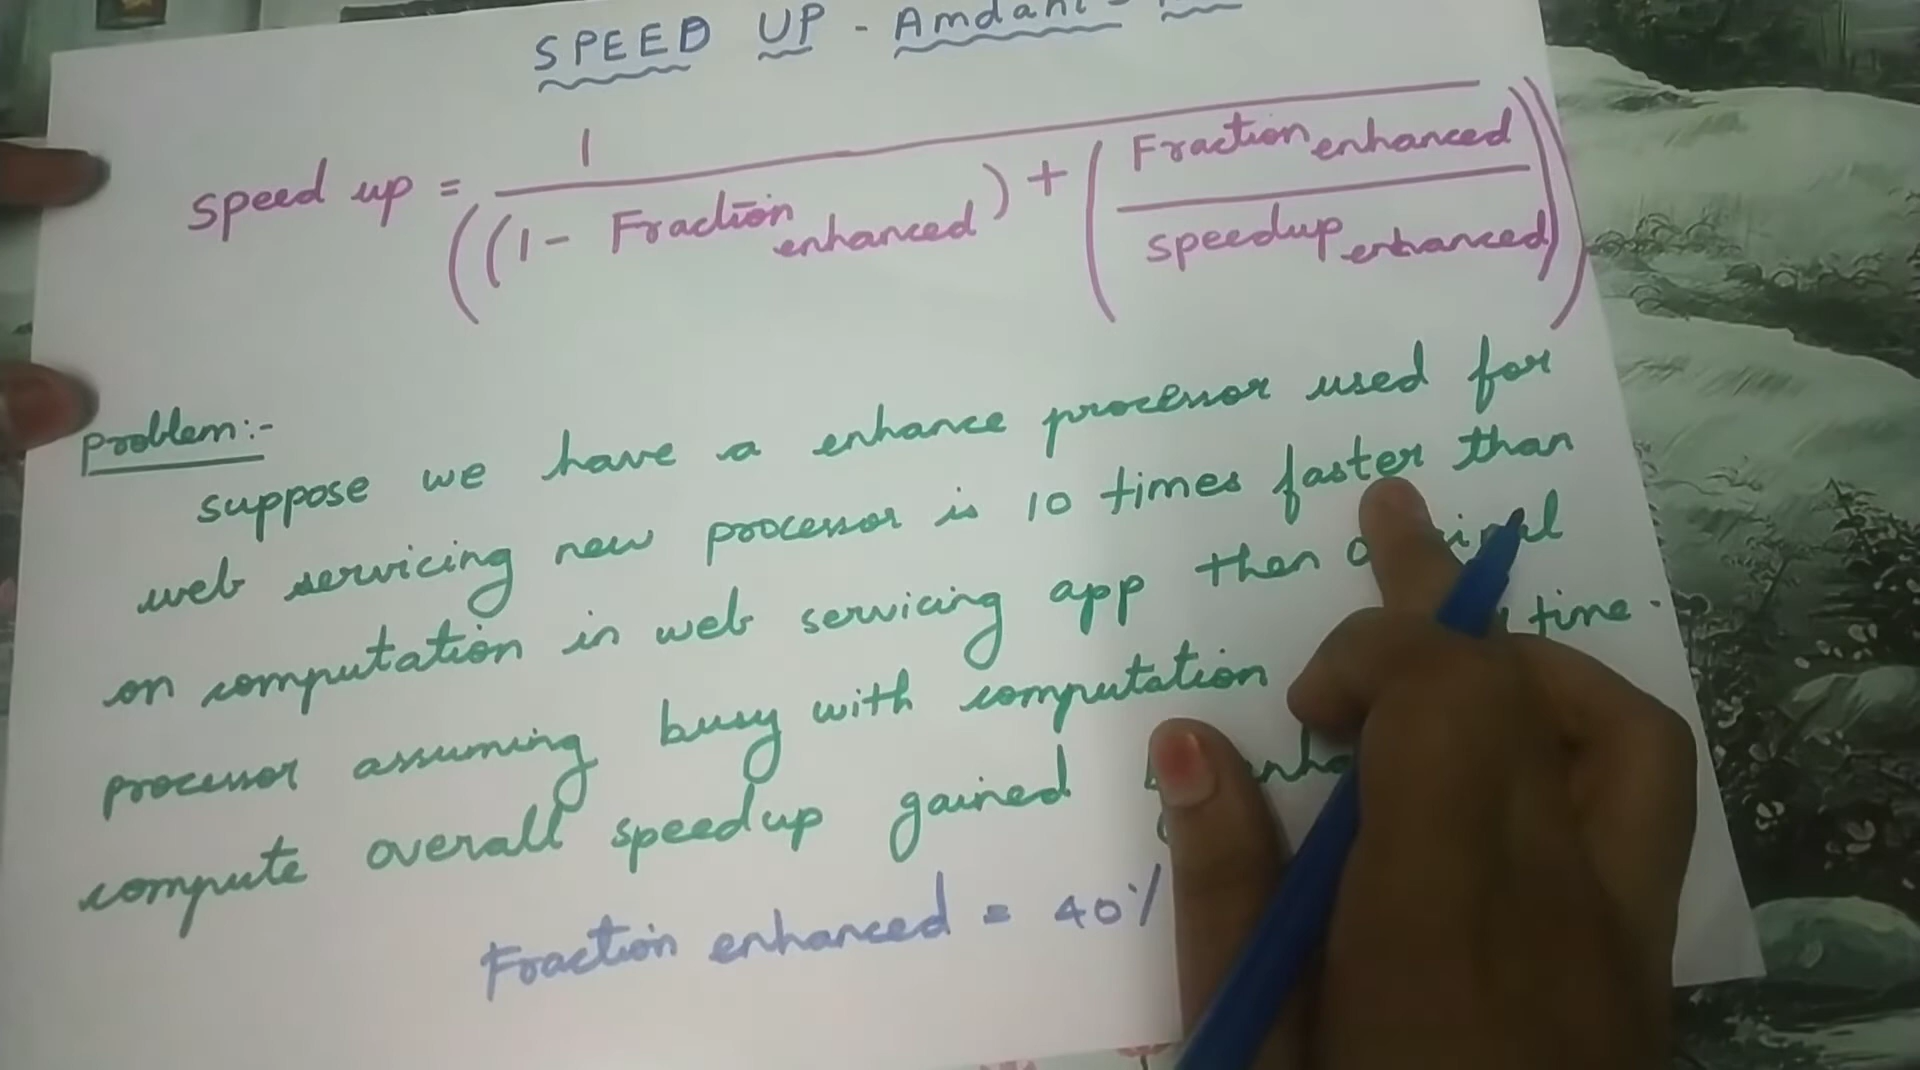 SPEED UP - Amdahl
Speed up = 1
((1 - Fraction enhanced) + (Fraction enhanced
speedup enhanced))
Problem:-
suppose we have a enhance processor used for
web servicing new processor is 10 times faster than
on computation in web servicing app then
processor assuming busy with computation time.
compute overall speedup gained
Fraction enhanced = 40%